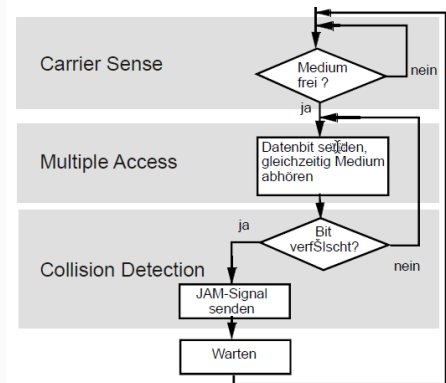 Carrier Sense
Medium
frei ?
nein
ja
Multiple Access
Datenbit senden,
gleichzeitig Medium
abhören
ja
Bit
verfŠlscht?
nein
Collision Detection
JAM-Signal
senden
Warten